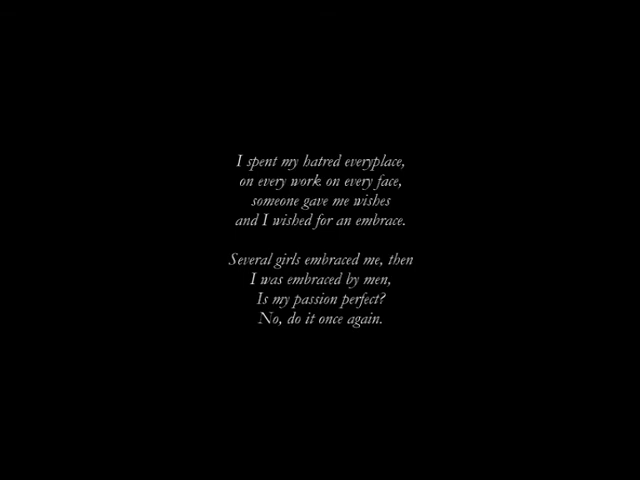 I spent my hatred everyplace,
on every work on every face,
someone gave me wishes
and I wished for an embrace.
Several girls embraced me, then
I was embraced by men,
Is my passion perfect?
No, do it once again.